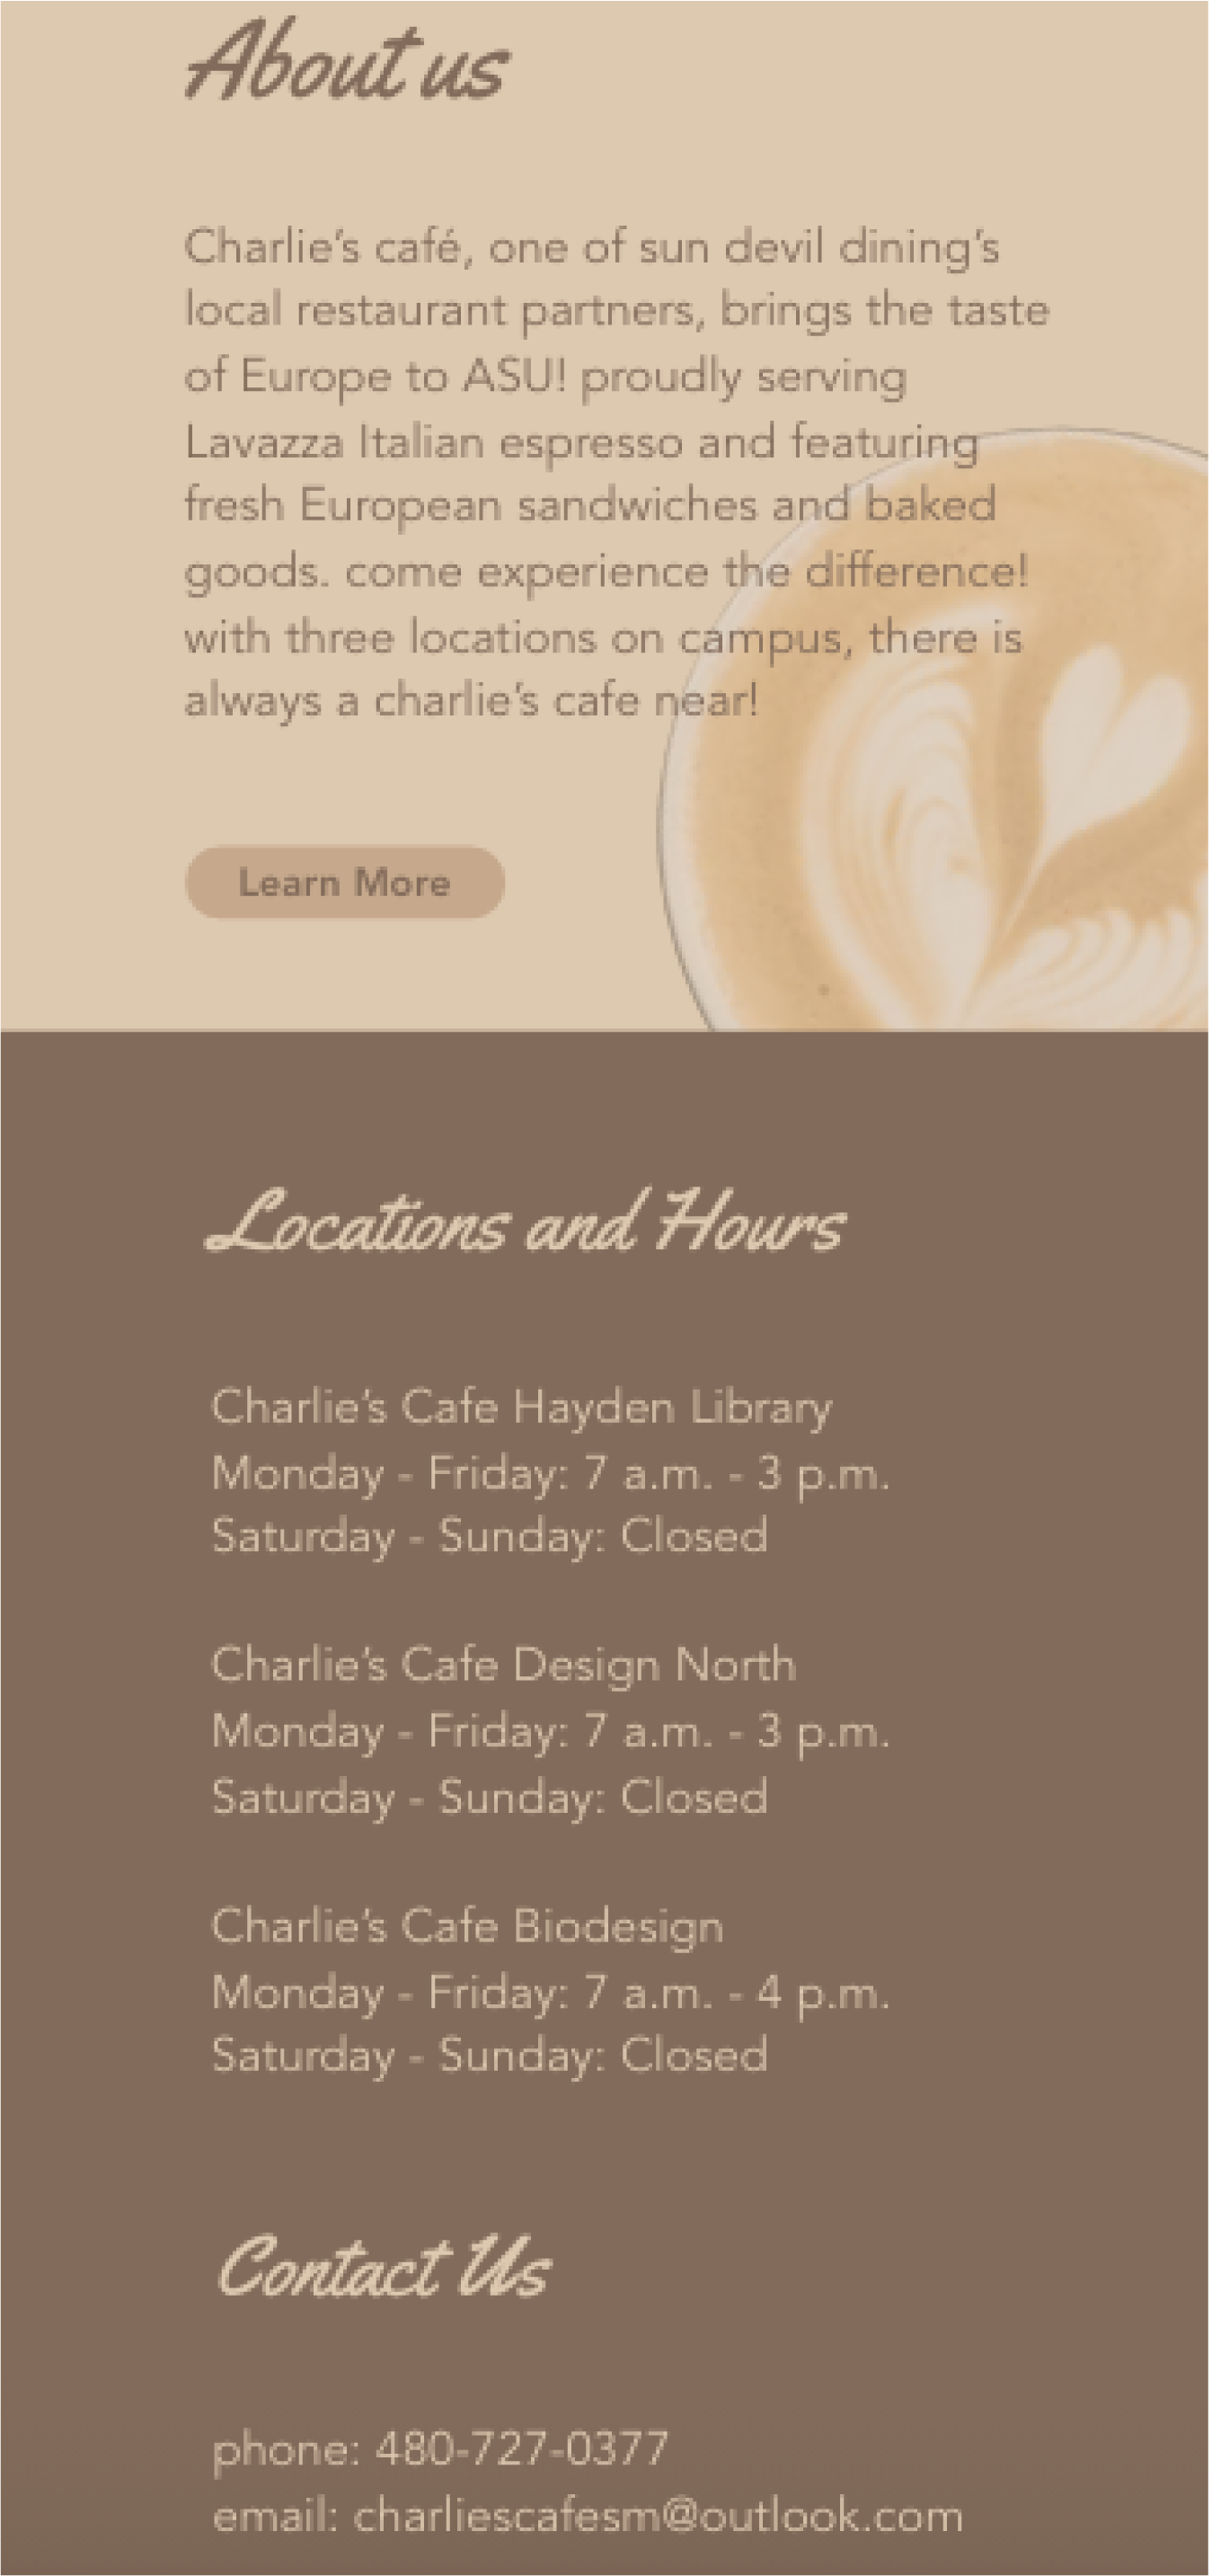 About us
Charlie’s café, one of sun devil dining’s
local restaurant partners, brings the taste
of Europe to ASU! proudly serving
Lavazza Italian espresso and featuring
fresh European sandwiches and baked
goods. come experience the difference!
with three locations on campus, there is
always a charlie’s cafe near!
Learn More
Locations and Hours
Charlie’s Cafe Hayden Library
Monday - Friday: 7 a.m. - 3 p.m.
Saturday - Sunday: Closed
Charlie’s Cafe Design North
Monday - Friday: 7 a.m. - 3 p.m.
Saturday - Sunday: Closed
Charlie’s Cafe Biodesign
Monday - Friday: 7 a.m. - 4 p.m.
Saturday - Sunday: Closed
Contact Us
phone: 480-727-0377
email: charliescafesm@outlook.com